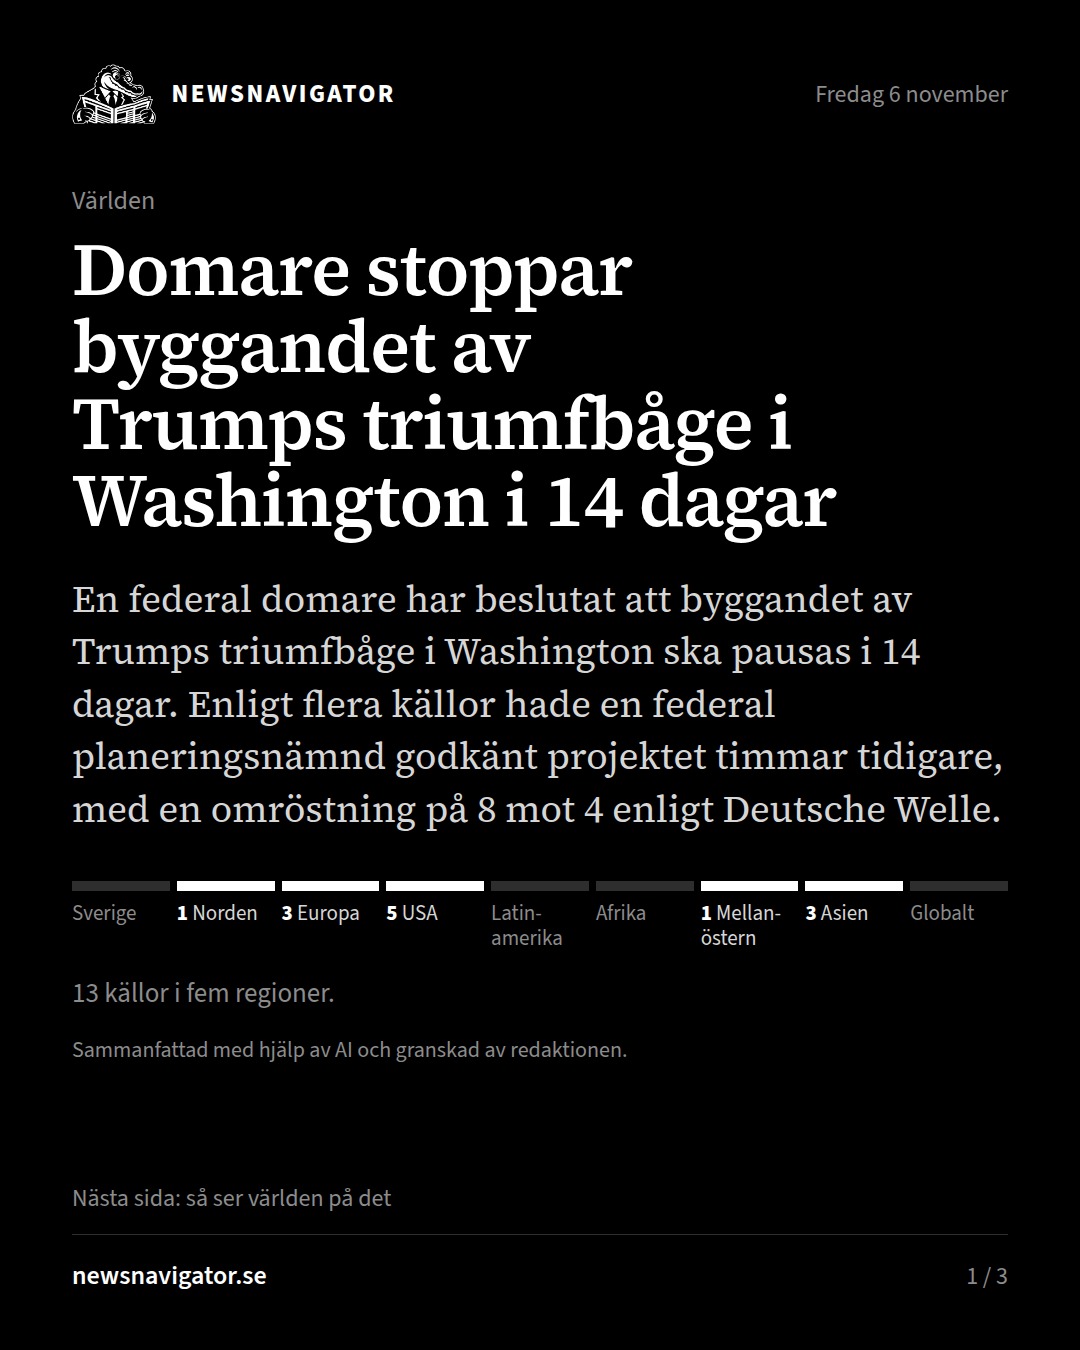 NEWSNAVIGATOR
Fredag 6 november
Världen
Domare stoppar
byggandet av
Trumps triumfbåge i
Washington i 14 dagar
En federal domare har beslutat att byggandet av
Trumps triumfbåge i Washington ska pausas i 14
dagar. Enligt flera källor hade en federal
planeringsnämnd godkänt projektet timmar tidigare,
med en omröstning på 8 mot 4 enligt Deutsche Welle.
Sverige
1 Norden
3 Europa
5 USA
Latin-
amerika
Afrika
1 Mellan-
östern
3 Asien
Globalt
13 källor i fem regioner.
Sammanfattad med hjälp av AI och granskad av redaktionen.
Nästa sida: så ser världen på det
newsnavigator.se
1 / 3